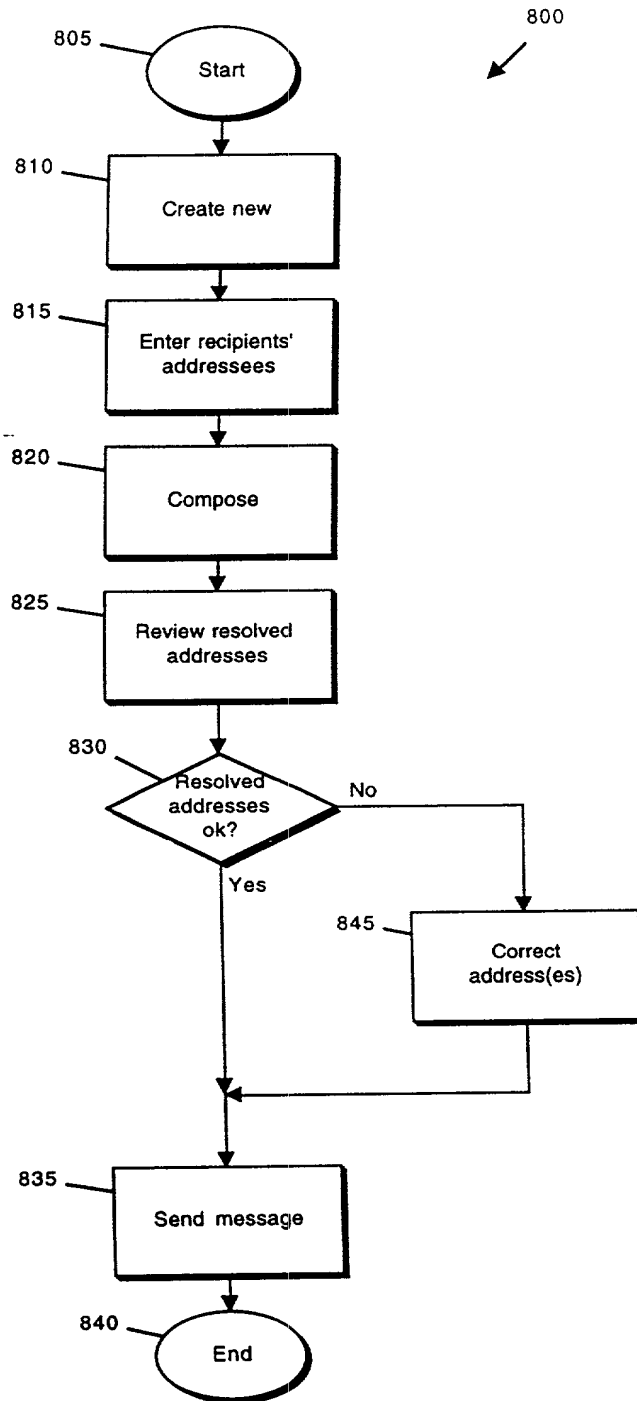 800
805
Start
810
Create new
815
Enter recipients'
addressees
820
Compose
825
Review resolved
addresses
830
Resolved
addresses
ok?
No
Yes
845
Correct
address(es)
835
Send message
840
End